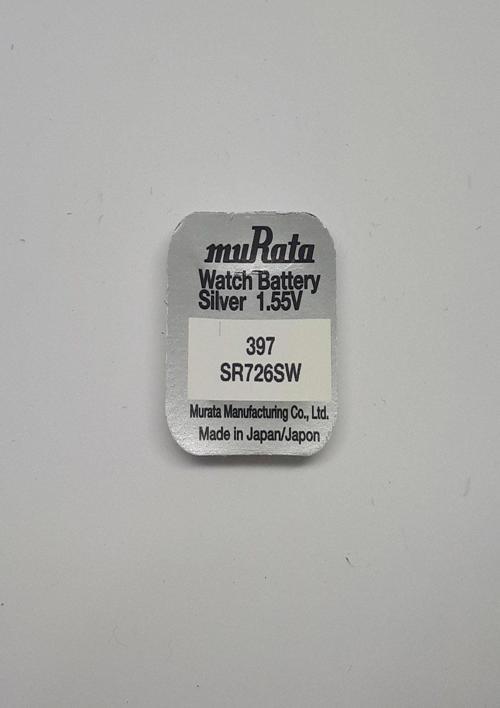 muRata
Watch Battery
Silver 1.55V
397
SR726SW
Murata Manufacturing Co., Ltd.
Made in Japan/Japon